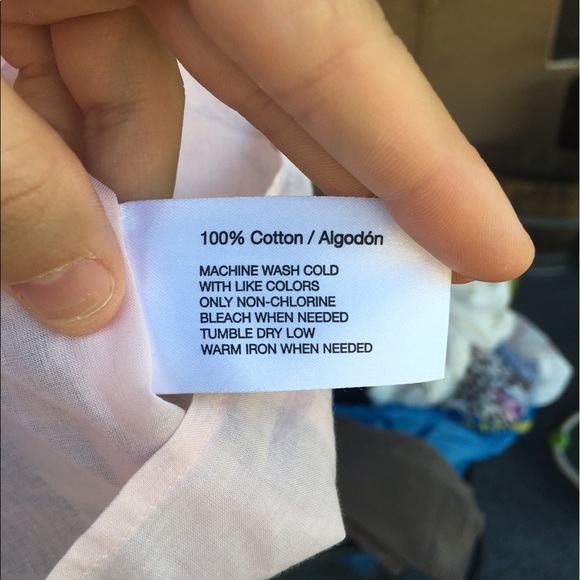 100% Cotton / Algodón
MACHINE WASH COLD
WITH LIKE COLORS
ONLY NON-CHLORINE
BLEACH WHEN NEEDED
TUMBLE DRY LOW
WARM IRON WHEN NEEDED